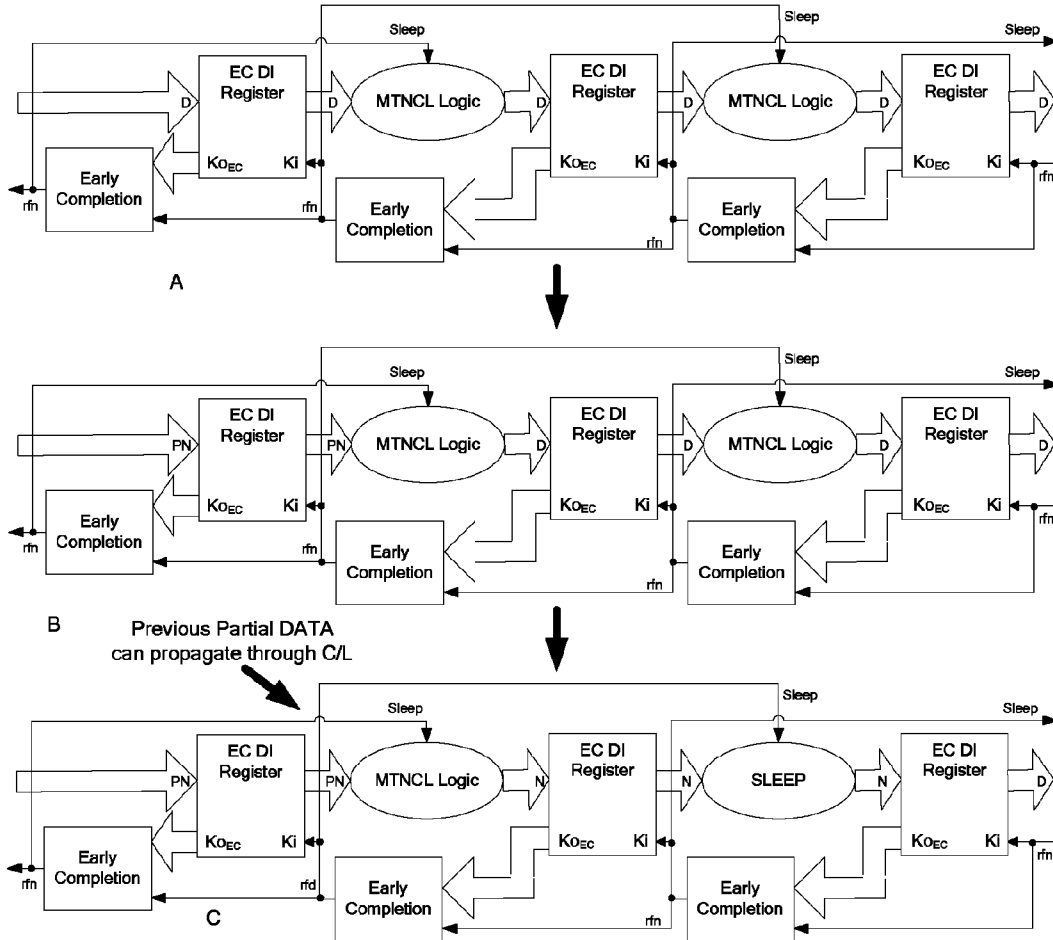 Sleep
Sleep
Sleep
EC DI
Register
EC DI
Register
EC DI
Register
D
D
MTNCL Logic
D
D
MTNCL Logic
D
D
KoEC
Ki
KoEC
Ki
KoEC
Ki
Early
Completion
rfn
rfn
Early
Completion
rfn
Early
Completion
rfn
A
Sleep
Sleep
Sleep
EC DI
Register
EC DI
Register
EC DI
Register
PN
PN
MTNCL Logic
D
D
MTNCL Logic
D
D
KoEC
Ki
KoEC
Ki
KoEC
Ki
Early
Completion
rfn
rfn
Early
Completion
rfn
Early
Completion
rfn
B
Previous Partial DATA
can propagate through C/L
Sleep
Sleep
Sleep
EC DI
Register
EC DI
Register
EC DI
Register
PN
PN
MTNCL Logic
N
N
SLEEP
N
D
KoEC
Ki
KoEC
Ki
KoEC
Ki
Early
Completion
rfn
rfd
Early
Completion
rfn
Early
Completion
rfn
C